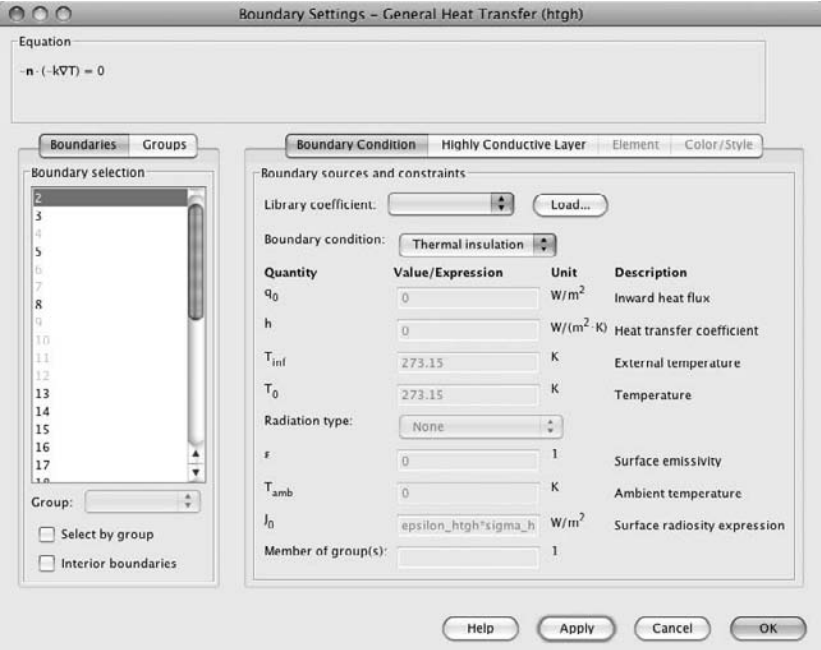 Boundary Settings – General Heat Transfer (htgh)
Equation
-n·(-k∇T) = 0
Boundaries Groups
Boundary selection
2
3
4
5
6
7
8
9
10
11
12
13
14
15
16
17
18
Group:
Select by group
Interior boundaries
Boundary Condition Highly Conductive Layer Element Color/Style
Boundary sources and constraints
Library coefficient: Load...
Boundary condition: Thermal insulation
Quantity Value/Expression Unit Description
q0 0 W/m2 Inward heat flux
h 0 W/(m2·K) Heat transfer coefficient
Tinf 273.15 K External temperature
T0 273.15 K Temperature
Radiation type: None
ε 0 1 Surface emissivity
Tamb 0 K Ambient temperature
J0 epsilon_htgh*sigma_h W/m2 Surface radiosity expression
Member of group(s): 1
Help Apply Cancel OK